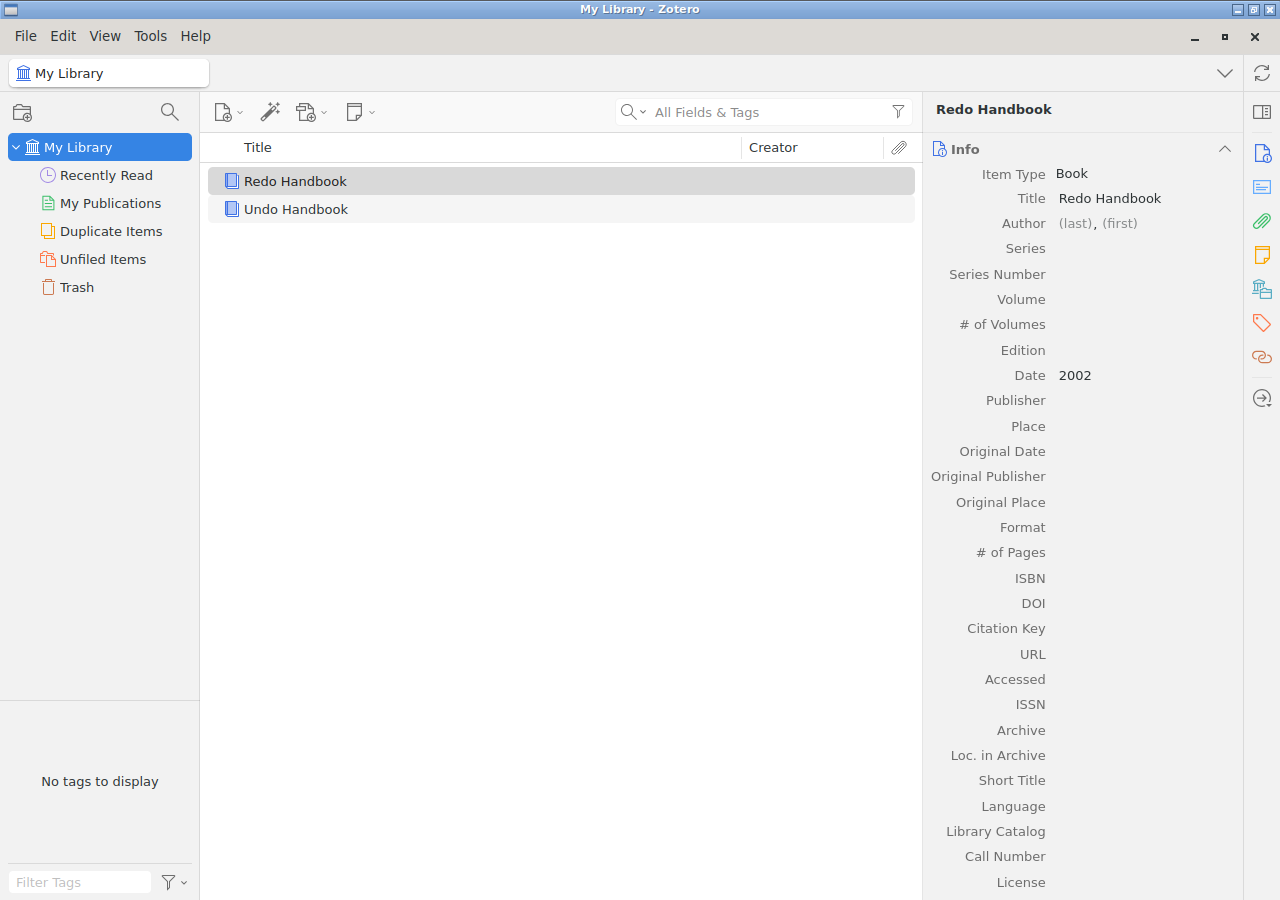 My Library - Zotero
File Edit View Tools Help
My Library
All Fields & Tags
My Library
Recently Read
My Publications
Duplicate Items
Unfiled Items
Trash
No tags to display
Filter Tags
Title Creator
Redo Handbook
Undo Handbook
Redo Handbook
Info
Item Type Book
Title Redo Handbook
Author (last), (first)
Series
Series Number
Volume
# of Volumes
Edition
Date 2002
Publisher
Place
Original Date
Original Publisher
Original Place
Format
# of Pages
ISBN
DOI
Citation Key
URL
Accessed
ISSN
Archive
Loc. in Archive
Short Title
Language
Library Catalog
Call Number
License